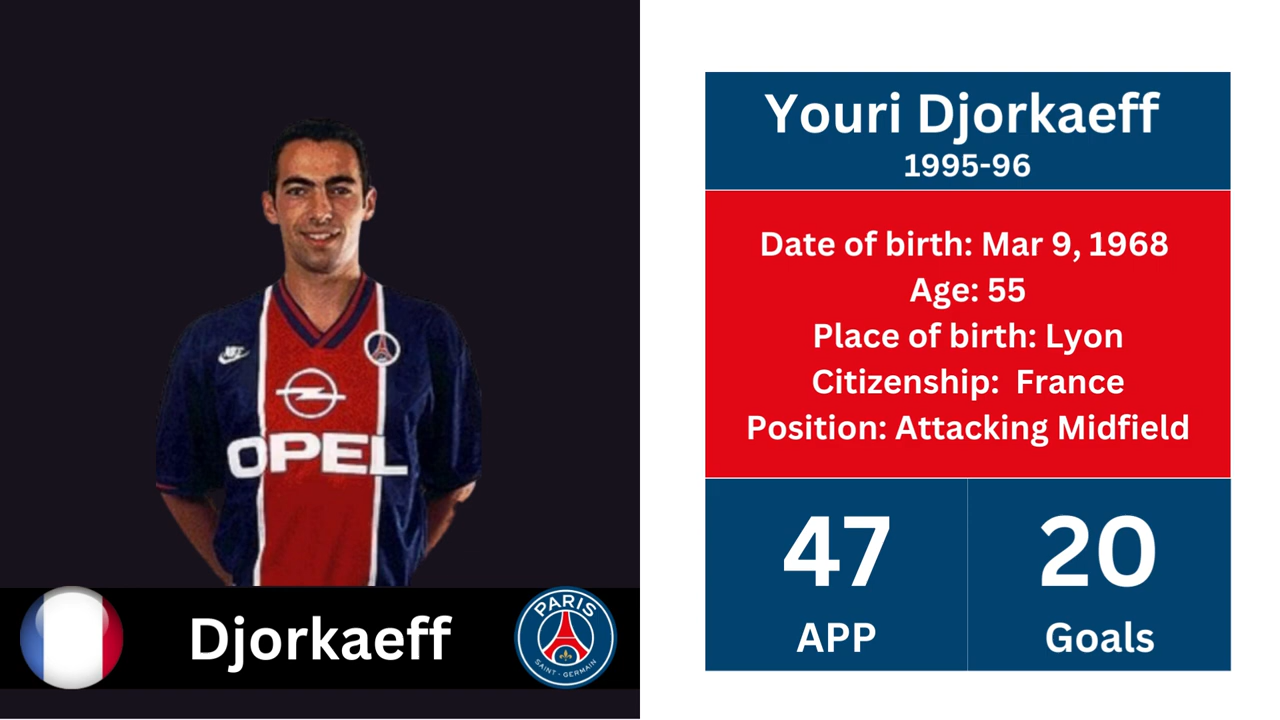 OPEL
Djorkaeff
PARIS
SAINT-GERMAIN
Youri Djorkaeff
1995-96
Date of birth: Mar 9, 1968
Age: 55
Place of birth: Lyon
Citizenship: France
Position: Attacking Midfield
47
APP
20
Goals